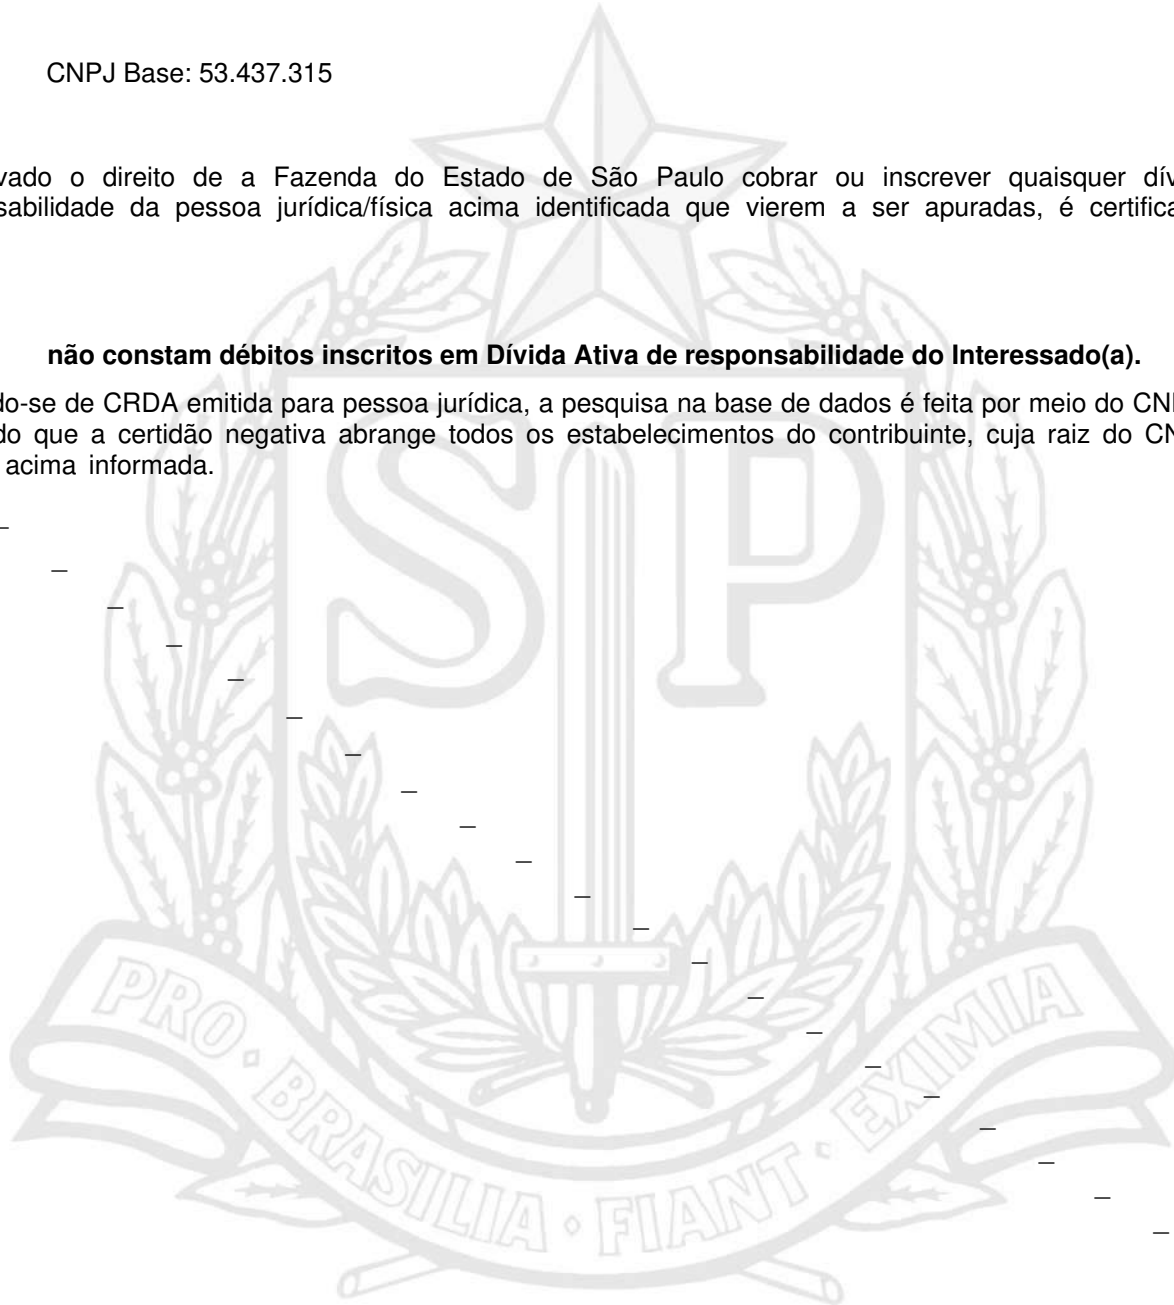 CNPJ Base: 53.437.315
vado o direito de a Fazenda do Estado de São Paulo cobrar ou inscrever quaisquer dív
sabilidade da pessoa jurídica/física acima identificada que vierem a ser apuradas, é certifica
não constam débitos inscritos em Dívida Ativa de responsabilidade do Interessado(a).
do-se de CRDA emitida para pessoa jurídica, a pesquisa na base de dados é feita por meio do CN
do que a certidão negativa abrange todos os estabelecimentos do contribuinte, cuja raiz do CN
acima informada.
SP
PRO · BRASILIA · FIANT · EXIMIA